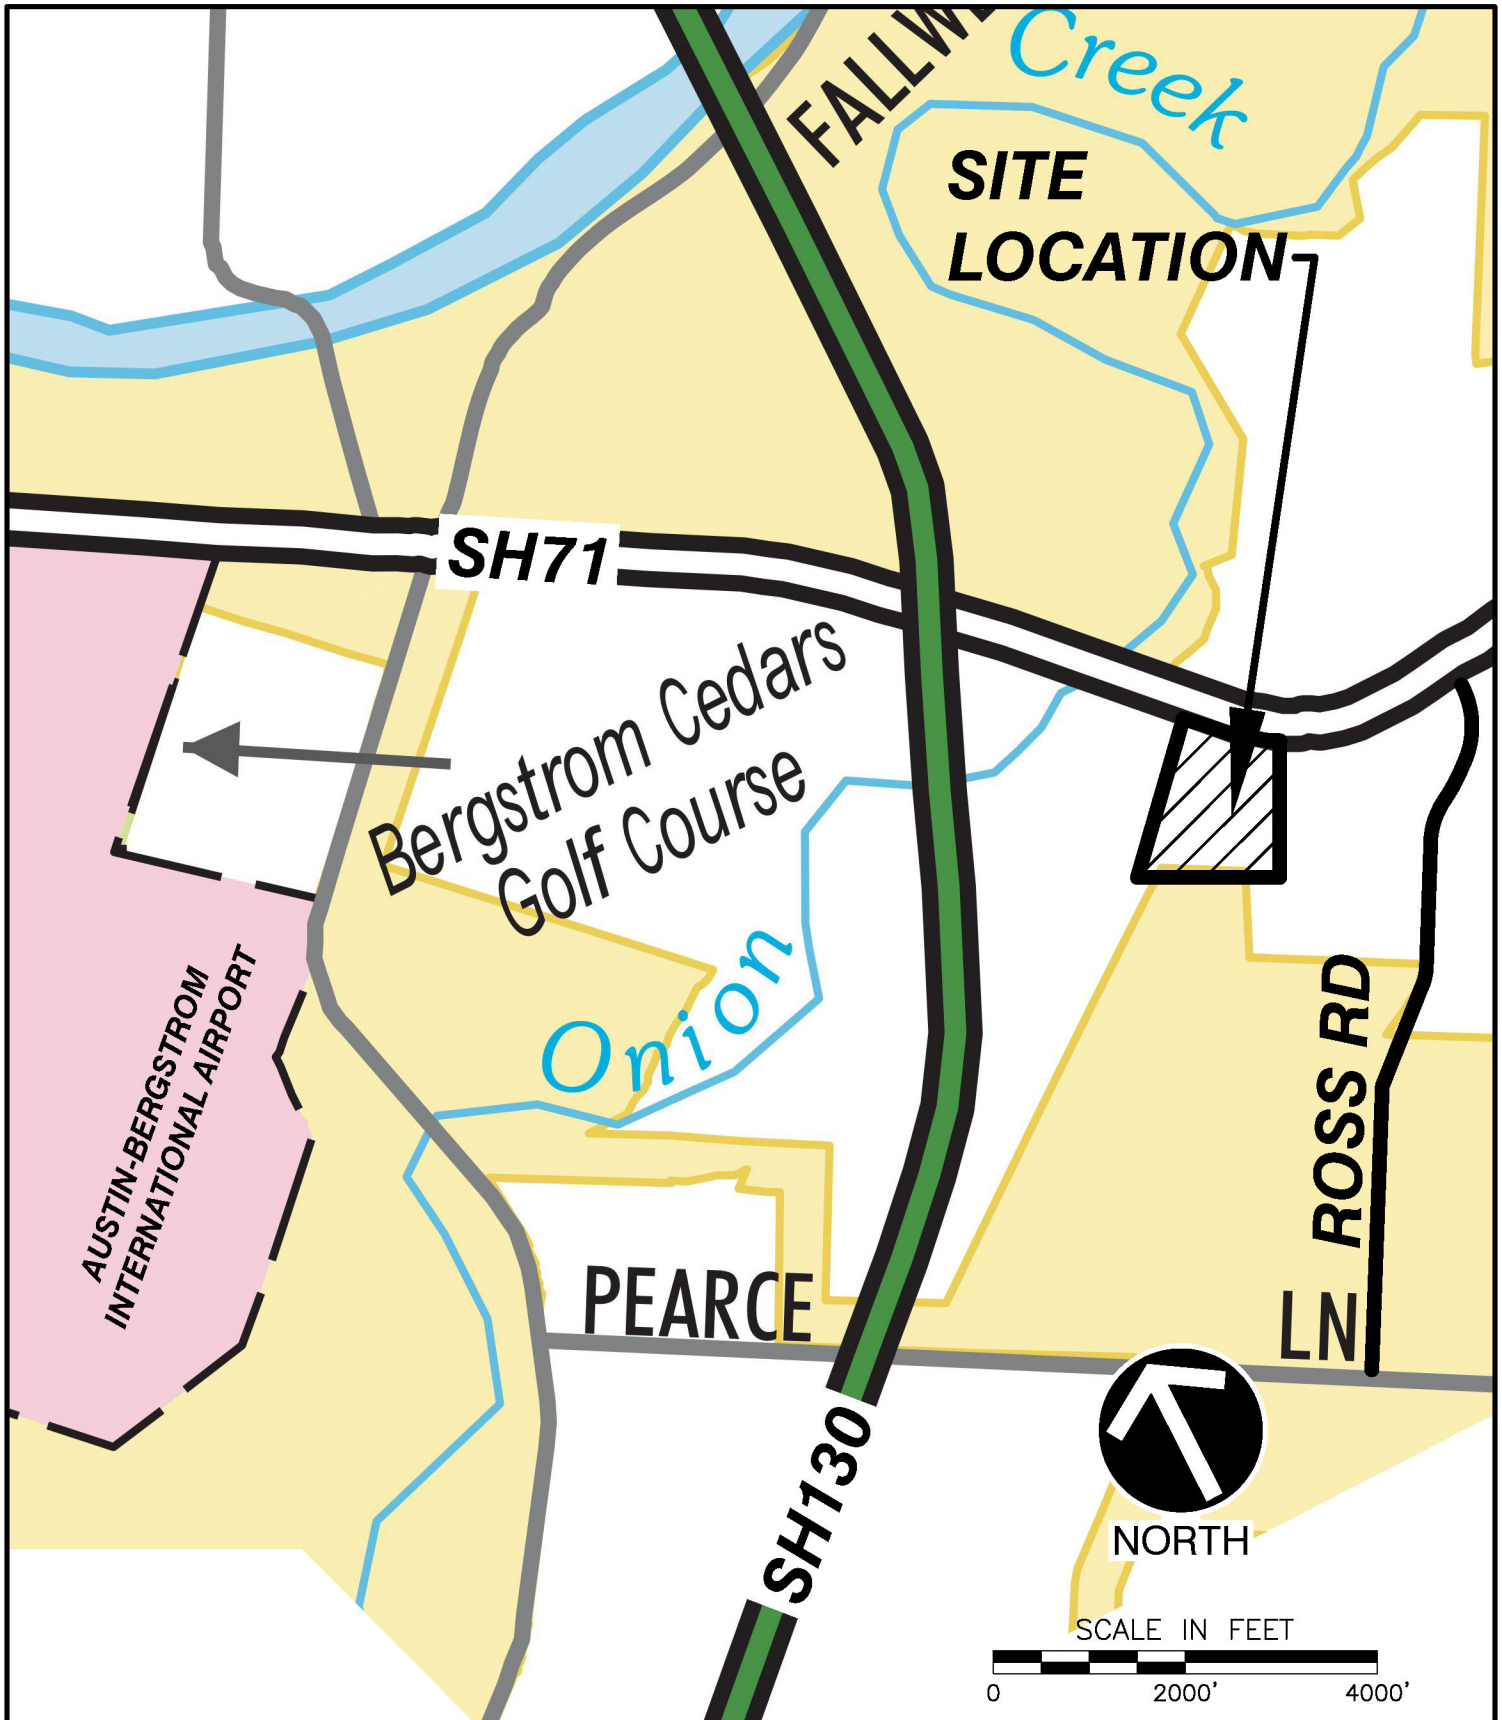 Creek
SITE
LOCATION
SH71
Bergstrom Cedars
Golf Course
Onion
AUSTIN-BERGSTROM
INTERNATIONAL AIRPORT
ROSS RD
PEARCE LN
SH130
NORTH
SCALE IN FEET
0 2000' 4000'